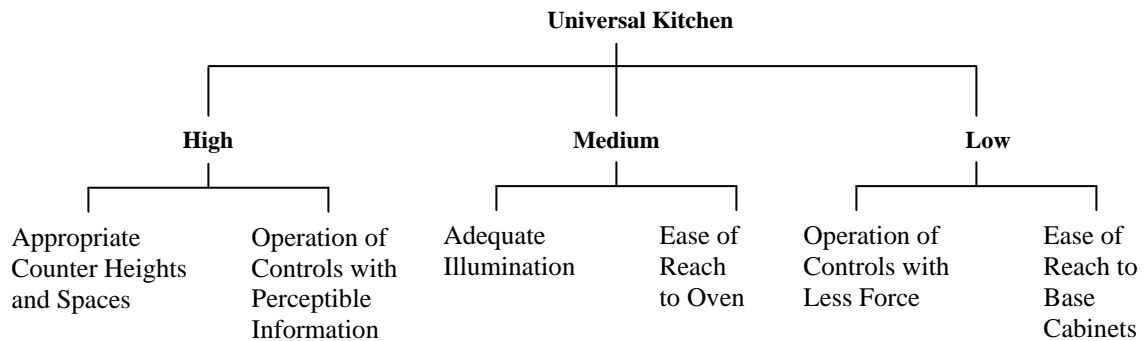 Universal Kitchen
High
Medium
Low
Appropriate
Counter Heights
and Spaces
Operation of
Controls with
Perceptible
Information
Adequate
Illumination
Ease of
Reach
to Oven
Operation of
Controls with
Less Force
Ease of
Reach to
Base
Cabinets